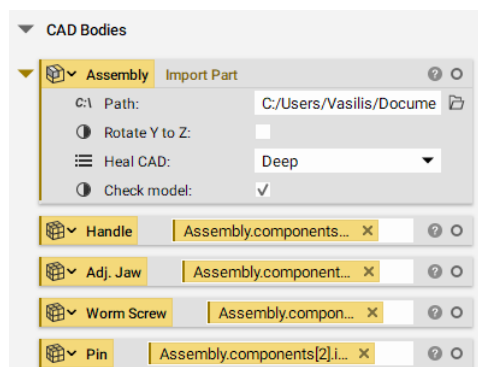 CAD Bodies
Assembly Import Part
C:\ Path: C:/Users/Vasilis/Docume
Rotate Y to Z:
Heal CAD: Deep
Check model:
Handle Assembly.components...
Adj. Jaw Assembly.component...
Worm Screw Assembly.compon...
Pin Assembly.components[2].i...